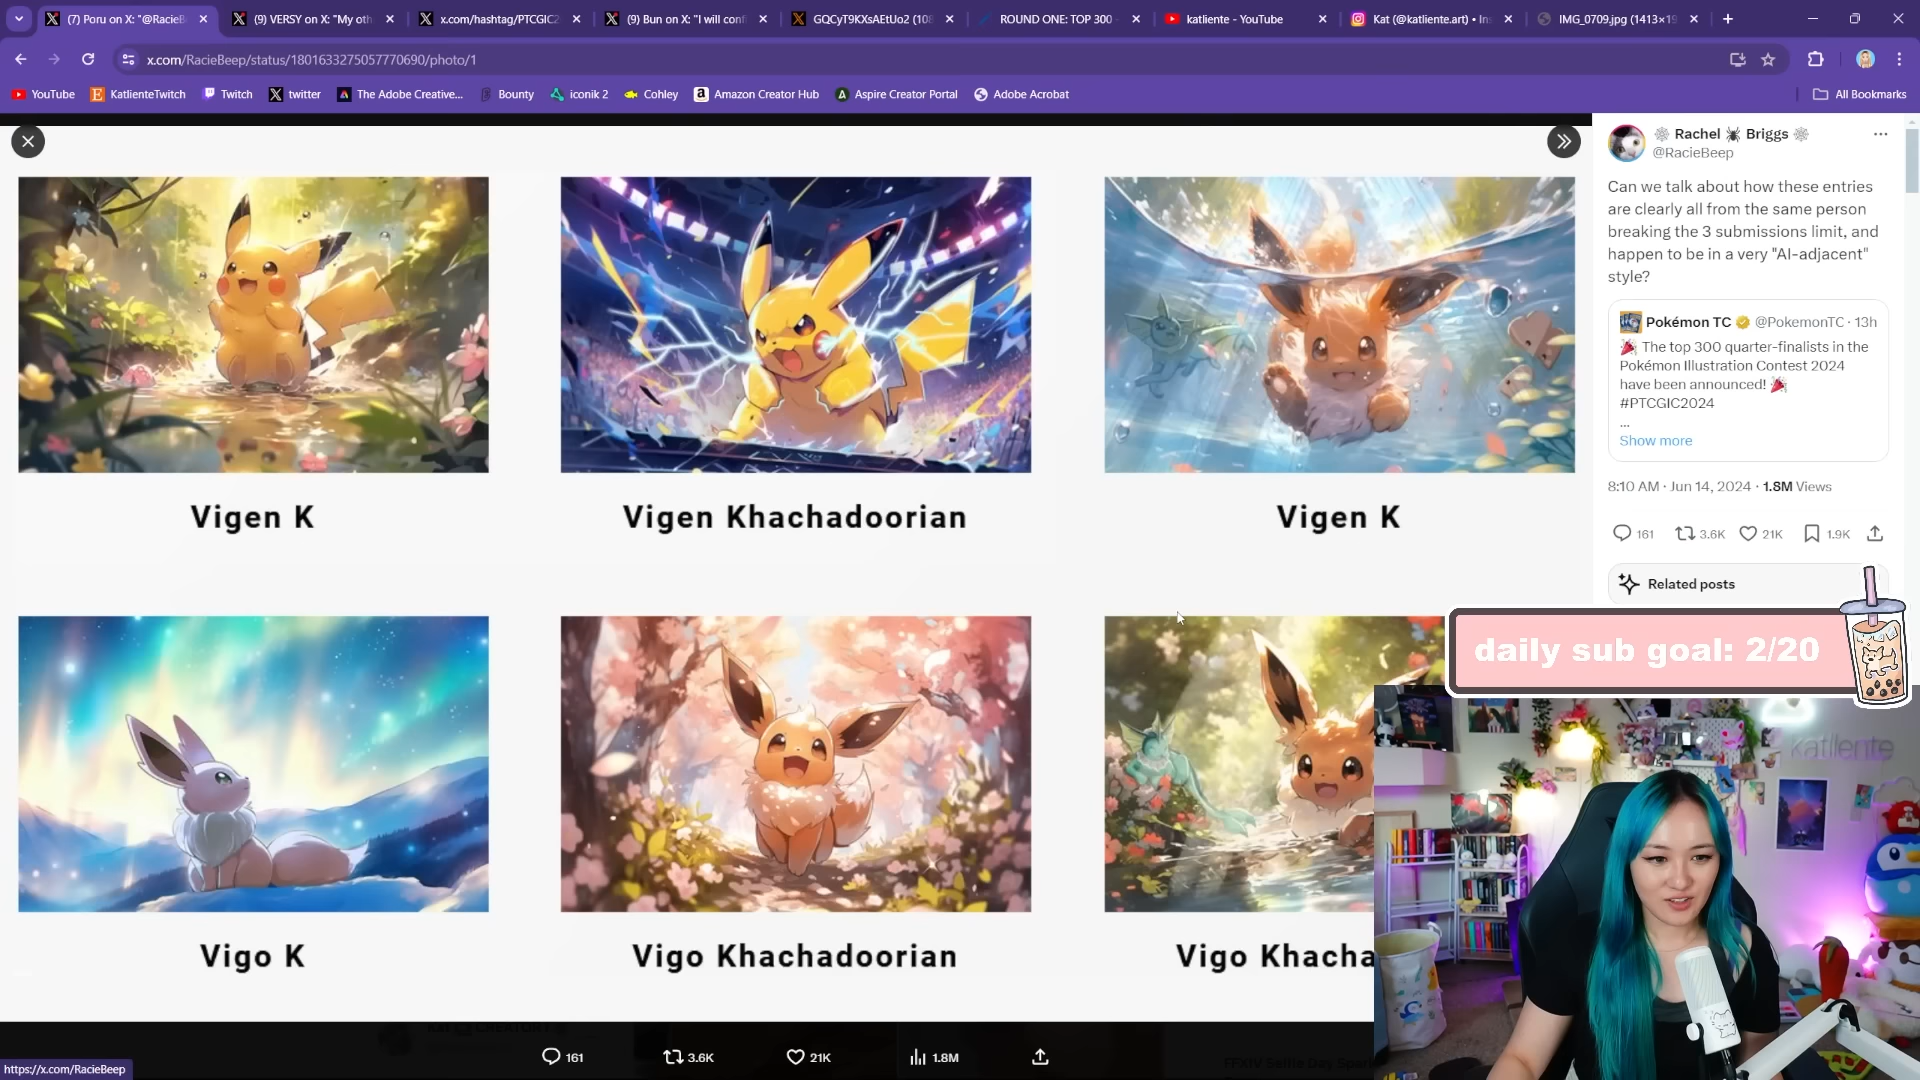 (7) Poru on X: "@RacieB
(9) VERSY on X: "My oth
x.com/hashtag/PTCGIC2
(9) Bun on X: "I will conf
GQCyT9KXsAEtUo2 (108
ROUND ONE: TOP 300
katliente - YouTube
Kat (@katliente.art) • Ins
IMG_0709.jpg (1413×19
x.com/RacieBeep/status/1801633275057770690/photo/1
YouTube
KatlienteTwitch
Twitch
twitter
The Adobe Creative...
Bounty
iconik 2
Cohley
Amazon Creator Hub
Aspire Creator Portal
Adobe Acrobat
All Bookmarks
Vigen K
Vigen Khachadoorian
Vigen K
Vigo K
Vigo Khachadoorian
Vigo Khacha
161
3.6K
21K
1.8M
https://x.com/RacieBeep
Rachel 🕷 Briggs
@RacieBeep
Can we talk about how these entries
are clearly all from the same person
breaking the 3 submissions limit, and
happen to be in a very "AI-adjacent"
style?
Pokémon TC @PokemonTC · 13h
🎉 The top 300 quarter-finalists in the
Pokémon Illustration Contest 2024
have been announced! 🎉
#PTCGIC2024
...
Show more
8:10 AM · Jun 14, 2024 · 1.8M Views
161
3.6K
21K
1.9K
Related posts
daily sub goal: 2/20
katliente